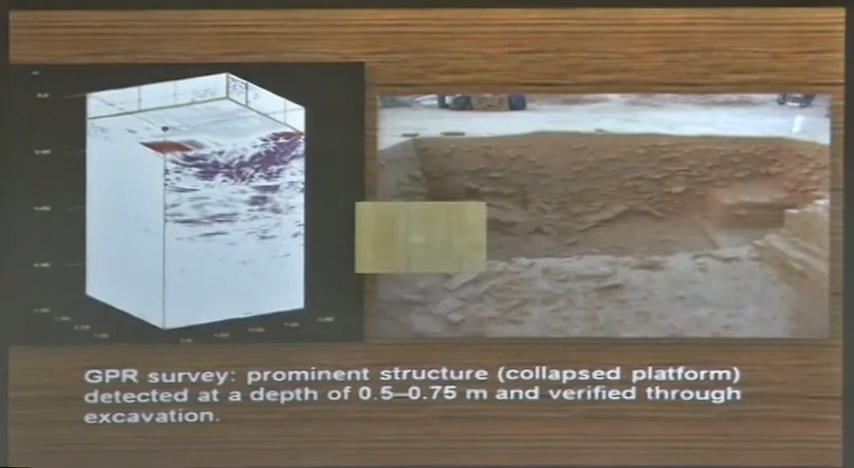 GPR survey: prominent structure (collapsed platform)
detected at a depth of 0.5–0.75 m and verified through
excavation.